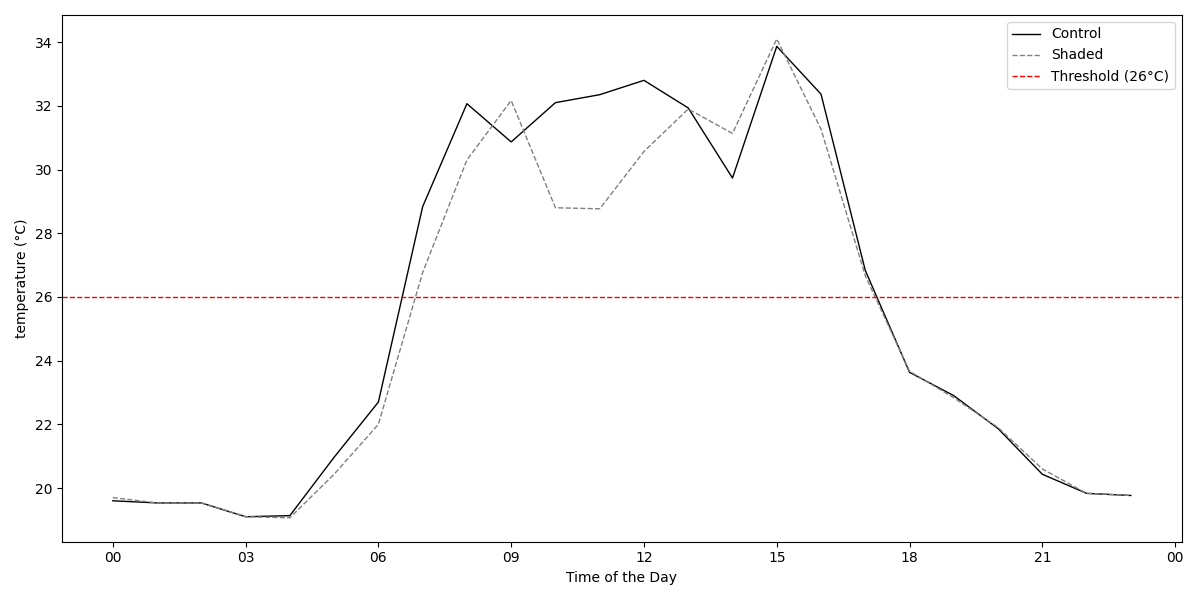 Control
Shaded
Threshold (26°C)
temperature (°C)
34
32
30
28
26
24
22
20
00 03 06 09 12 15 18 21 00
Time of the Day